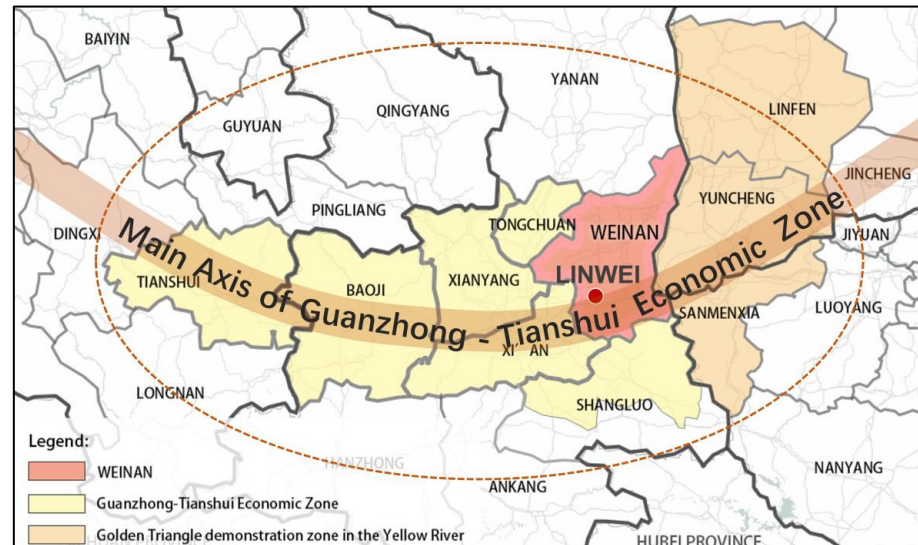 BAIYIN
YANAN
LINFEN
QINGYANG
GUYUAN
JINCHENG
YUNCHENG
PINGLIANG
TONGCHUAN
WEINAN
DINGXI
JIYUAN
LINWEI
TIANSHUI
BAOJI
XIANYANG
Main Axis of Guanzhong - Tianshui Economic Zone
SANMENXIA
LUOYANG
XI AN
LONGNAN
SHANGLUO
Legend:
HANZHONG
NANYANG
WEINAN
ANKANG
Guanzhong-Tianshui Economic Zone
Golden Triangle demonstration zone in the Yellow River
HUBEI PROVINCE